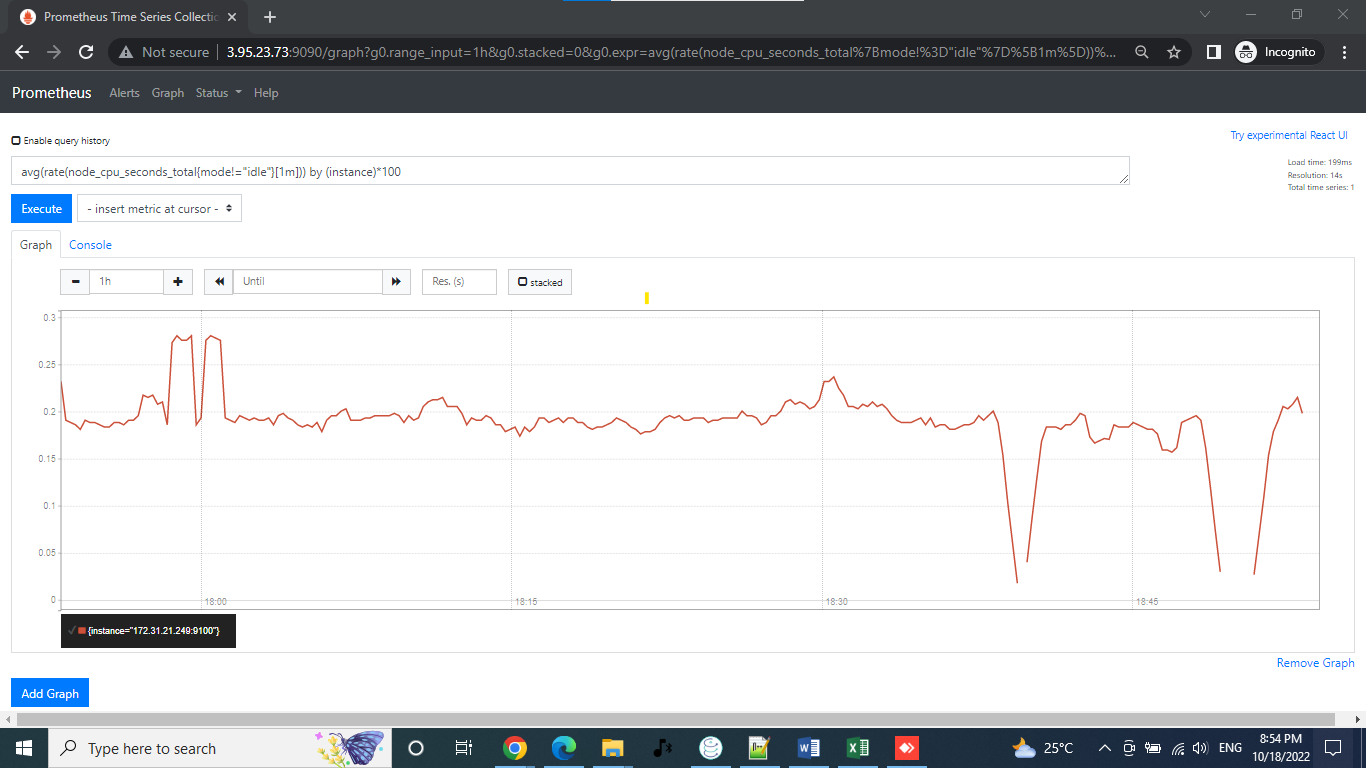 Prometheus Time Series Collectio
Not secure
3.95.23.73:9090/graph?g0.range_input=1h&g0.stacked=0&g0.expr=avg(rate(node_cpu_seconds_total%7Bmode!%3D"idle"%7D%5B1m%5D))%...
Incognito
Prometheus Alerts Graph Status Help
Enable query history
Try experimental React UI
avg(rate(node_cpu_seconds_total{mode!="idle"}[1m])) by (instance)*100
Load time: 199ms
Resolution: 14s
Total time series: 1
Execute
- insert metric at cursor -
Graph Console
1h
Until
Res. (s)
stacked
0.3
0.25
0.2
0.15
0.1
0.05
0
18:00 18:15 18:30 18:45
{instance="172.31.21.249:9100"}
Remove Graph
Add Graph
Type here to search
25°C
ENG
8:54 PM
10/18/2022